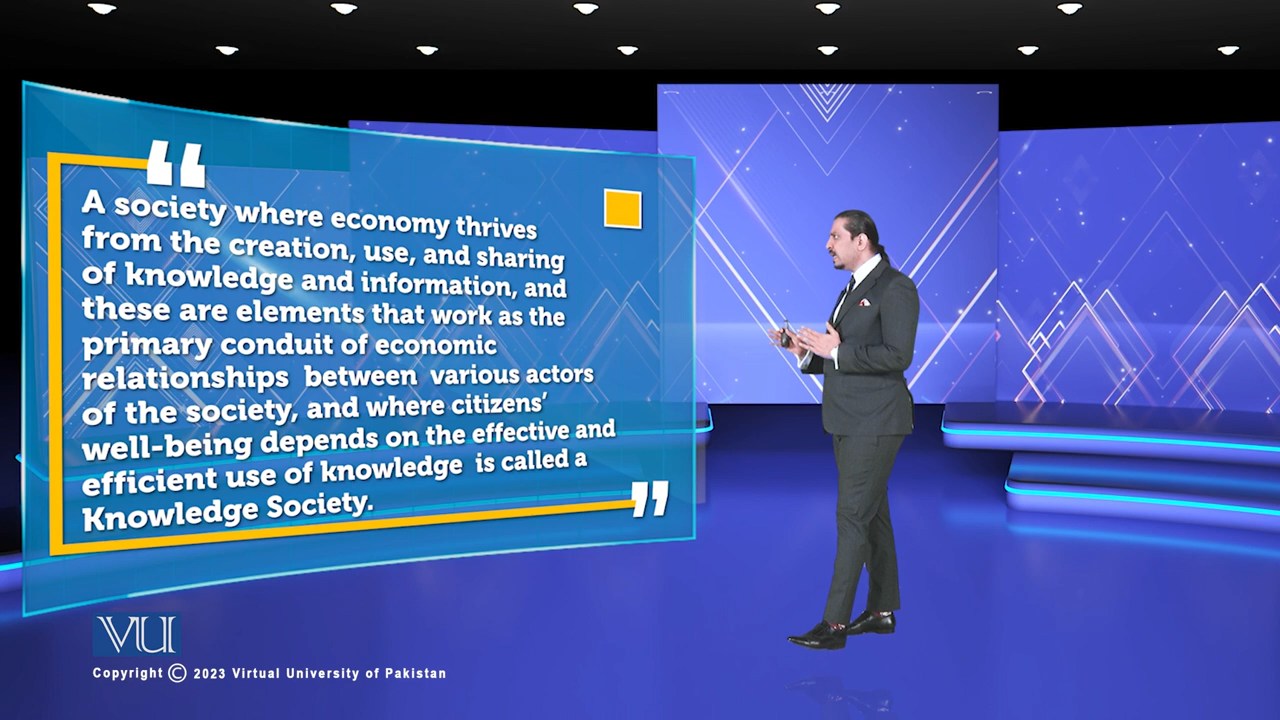 “
A society where economy thrives
from the creation, use, and sharing
of knowledge and information, and
these are elements that work as the
primary conduit of economic
relationships between various actors
of the society, and where citizens’
well-being depends on the effective and
efficient use of knowledge is called a
Knowledge Society.
”
VU
Copyright © 2023 Virtual University of Pakistan